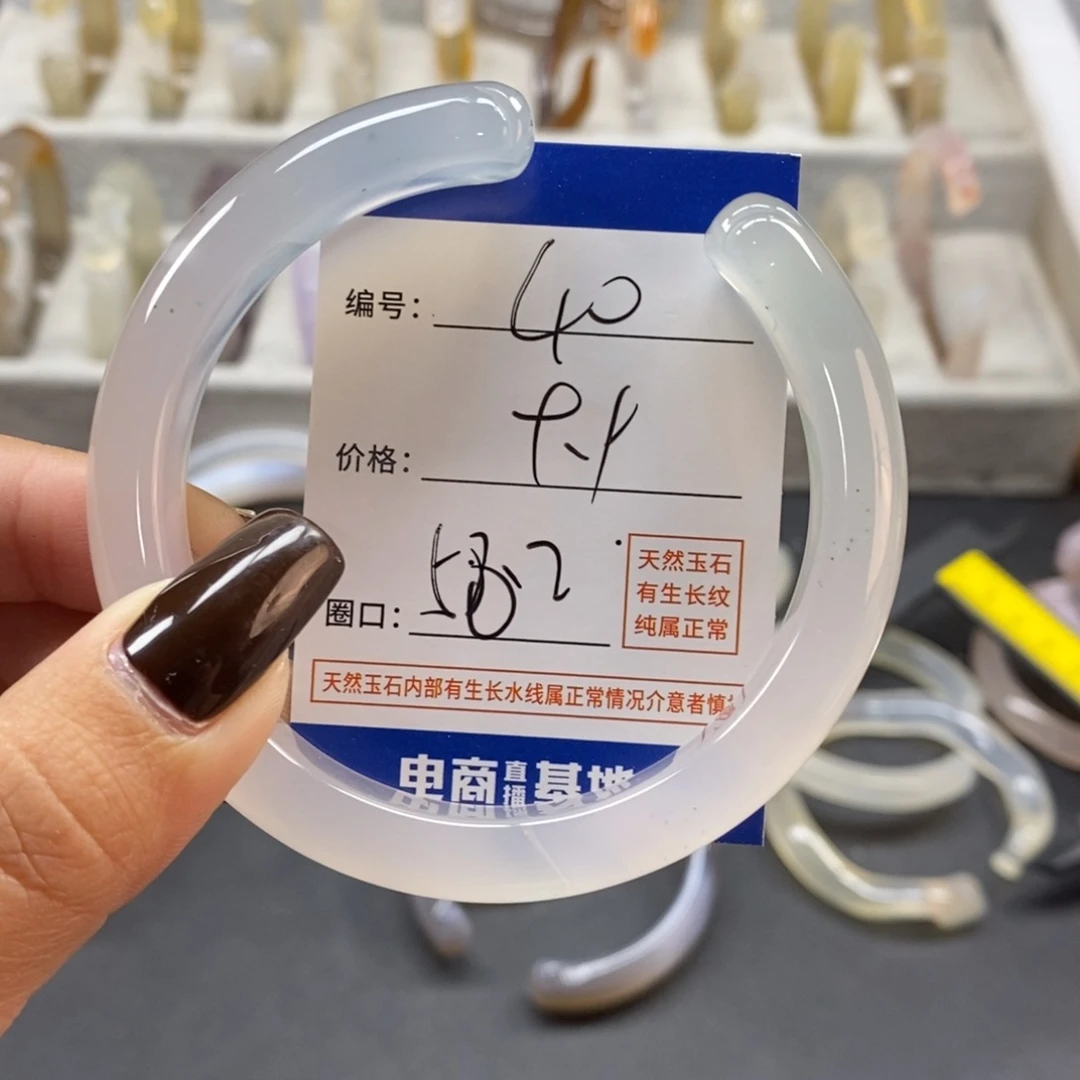 编号: 40
价格:
圈口: 58.2
天然玉石
有生长纹
纯属正常
天然玉石内部有生长水线属正常情况介意者慎
电商直播基地